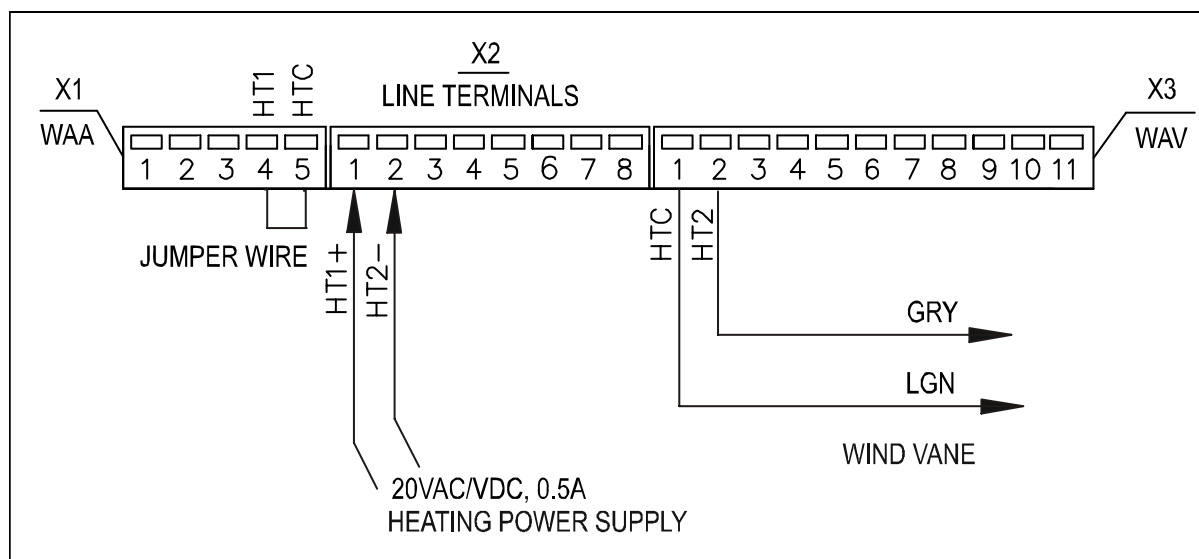 X1
WAA
HT1
HTC
X2
LINE TERMINALS
X3
WAV
1 2 3 4 5 1 2 3 4 5 6 7 8 1 2 3 4 5 6 7 8 9 10 11
JUMPER WIRE
HT1+
HT2-
HTC
HT2
GRY
LGN
WIND VANE
20VAC/VDC, 0.5A
HEATING POWER SUPPLY